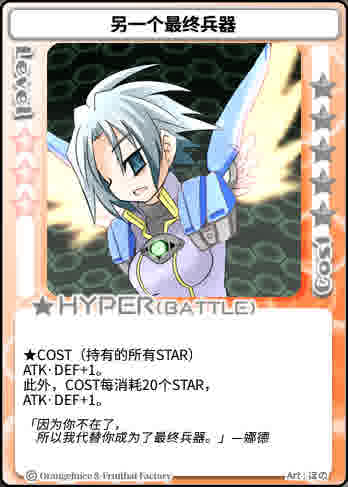 另一个最终兵器
Level
Cost
★HYPER(BATTLE)
★COST（持有的所有STAR）
ATK·DEF+1。
此外，COST每消耗20个STAR，
ATK·DEF+1。
「因为你不在了，
所以我代替你成为了最终兵器。」—娜德
© OrangeJuice & Fruitbat Factory
Art : ほの